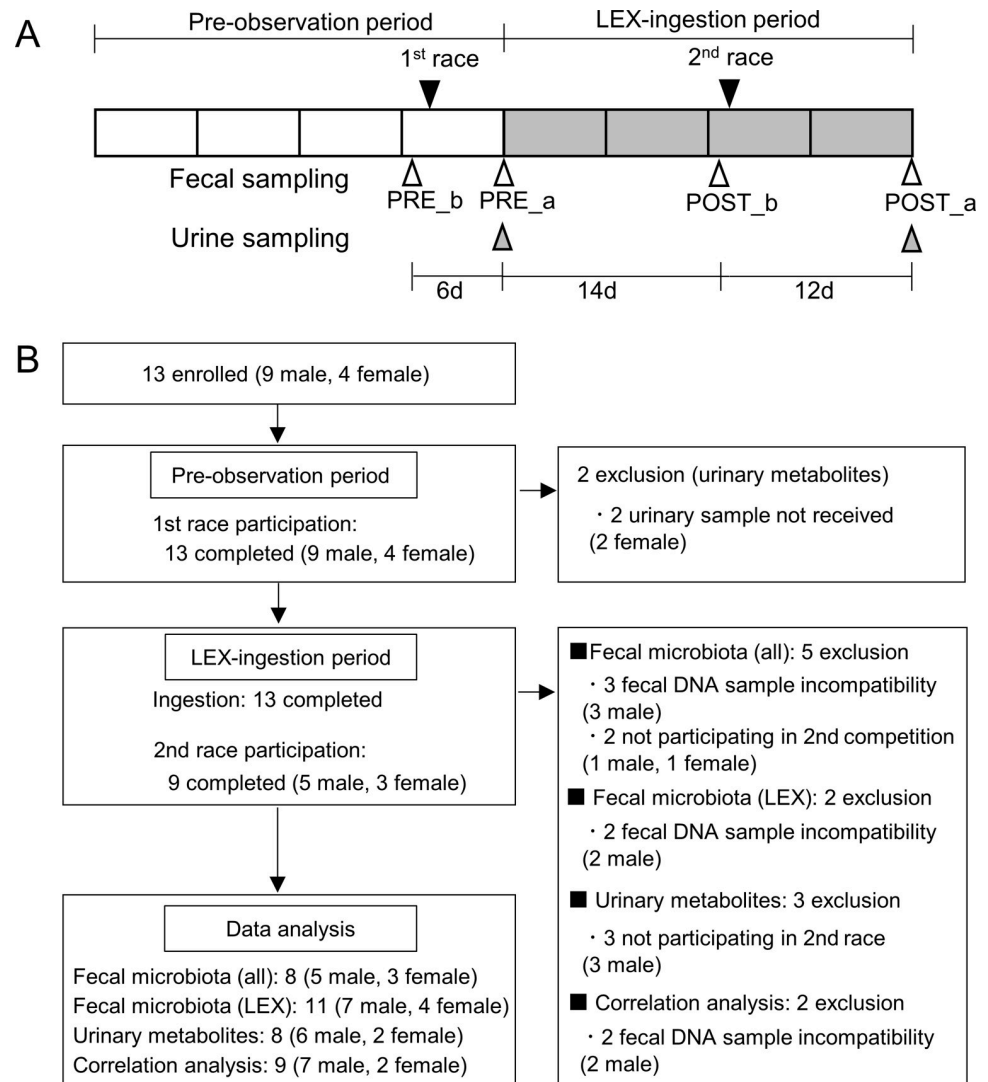 A
Pre-observation period
LEX-ingestion period
1st race
2nd race
Fecal sampling
PRE_b
PRE_a
POST_b
POST_a
Urine sampling
6d
14d
12d
B
13 enrolled (9 male, 4 female)
Pre-observation period
1st race participation:
13 completed (9 male, 4 female)
2 exclusion (urinary metabolites)
・2 urinary sample not received
(2 female)
LEX-ingestion period
Ingestion: 13 completed
2nd race participation:
9 completed (5 male, 3 female)
■Fecal microbiota (all): 5 exclusion
・3 fecal DNA sample incompatibility
(3 male)
・2 not participating in 2nd competition
(1 male, 1 female)
■ Fecal microbiota (LEX): 2 exclusion
・2 fecal DNA sample incompatibility
(2 male)
■ Urinary metabolites: 3 exclusion
・3 not participating in 2nd race
(3 male)
■ Correlation analysis: 2 exclusion
・2 fecal DNA sample incompatibility
(2 male)
Data analysis
Fecal microbiota (all): 8 (5 male, 3 female)
Fecal microbiota (LEX): 11 (7 male, 4 female)
Urinary metabolites: 8 (6 male, 2 female)
Correlation analysis: 9 (7 male, 2 female)